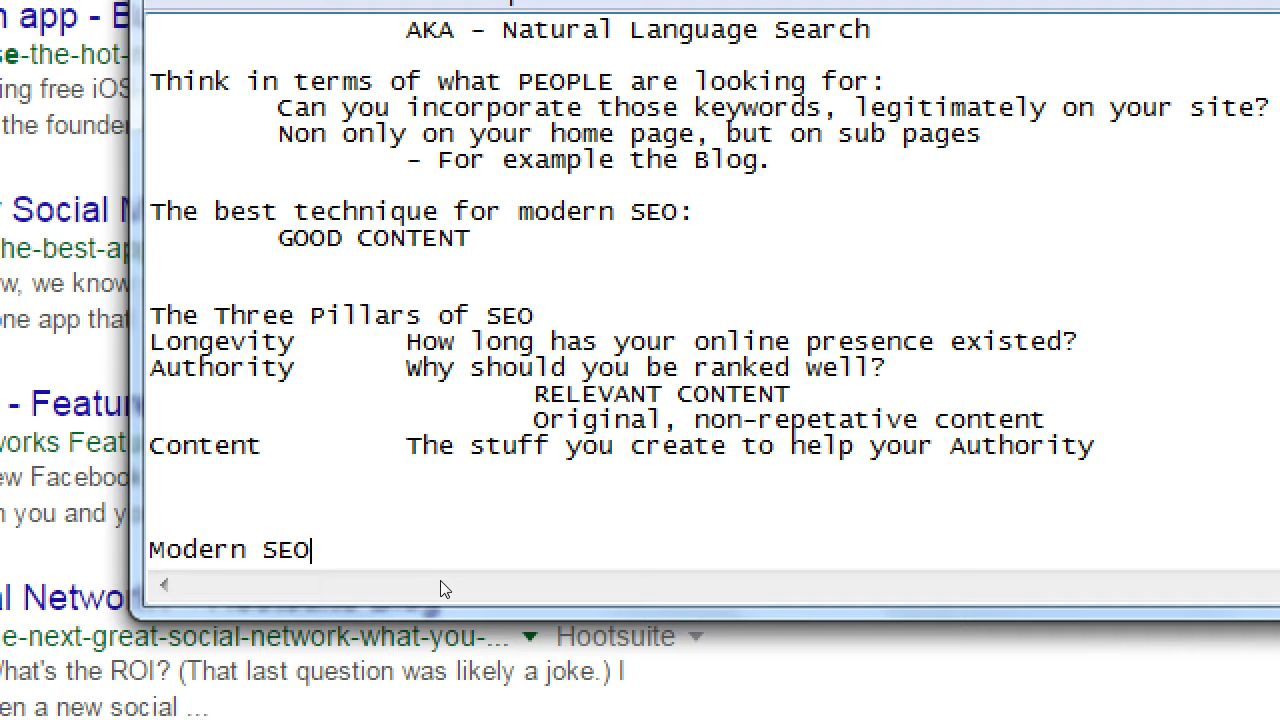 AKA - Natural Language Search
Think in terms of what PEOPLE are looking for:
Can you incorporate those keywords, legitimately on your site?
Non only on your home page, but on sub pages
- For example the Blog.
The best technique for modern SEO:
GOOD CONTENT
The Three Pillars of SEO
Longevity How long has your online presence existed?
Authority Why should you be ranked well?
RELEVANT CONTENT
Original, non-repetative content
Content The stuff you create to help your Authority
Modern SEO
n app - E
se-the-hot-
ing free iOS
the founder
Social
he-best-ap
w, we know
one app that
- Featur
works Feat
ew Faceboo
n you and y
al Networ
e-next-great-social-network-what-you-... Hootsuite
What's the ROI? (That last question was likely a joke.) I
en a new social ...